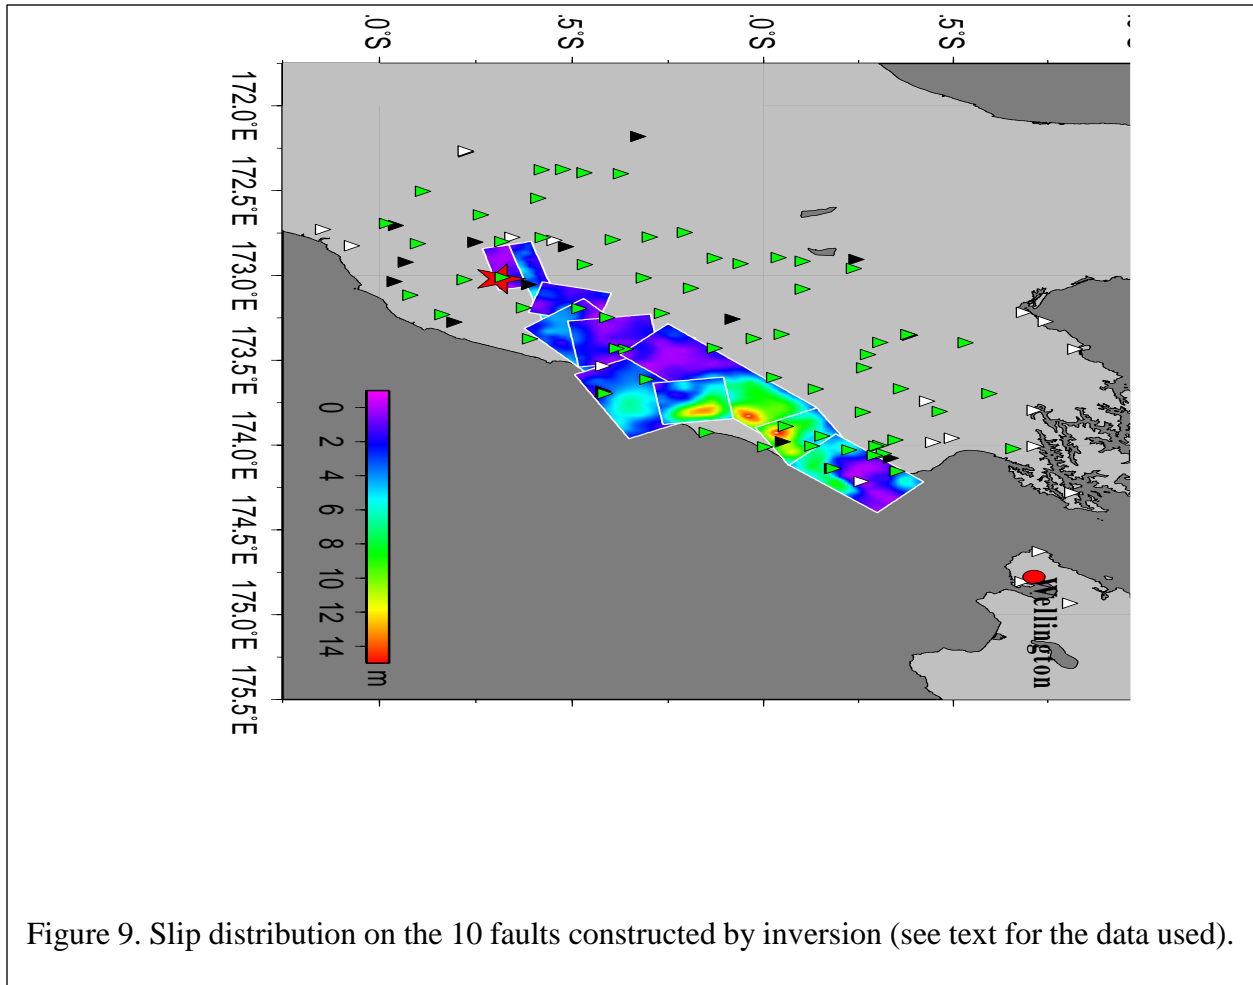 .0°S
.5°S
.0°S
.5°S
172.0°E
172.5°E
173.0°E
173.5°E
174.0°E
174.5°E
175.0°E
175.5°E
0
2
4
6
8
10
12
14
m
Wellington
Figure 9. Slip distribution on the 10 faults constructed by inversion (see text for the data used).